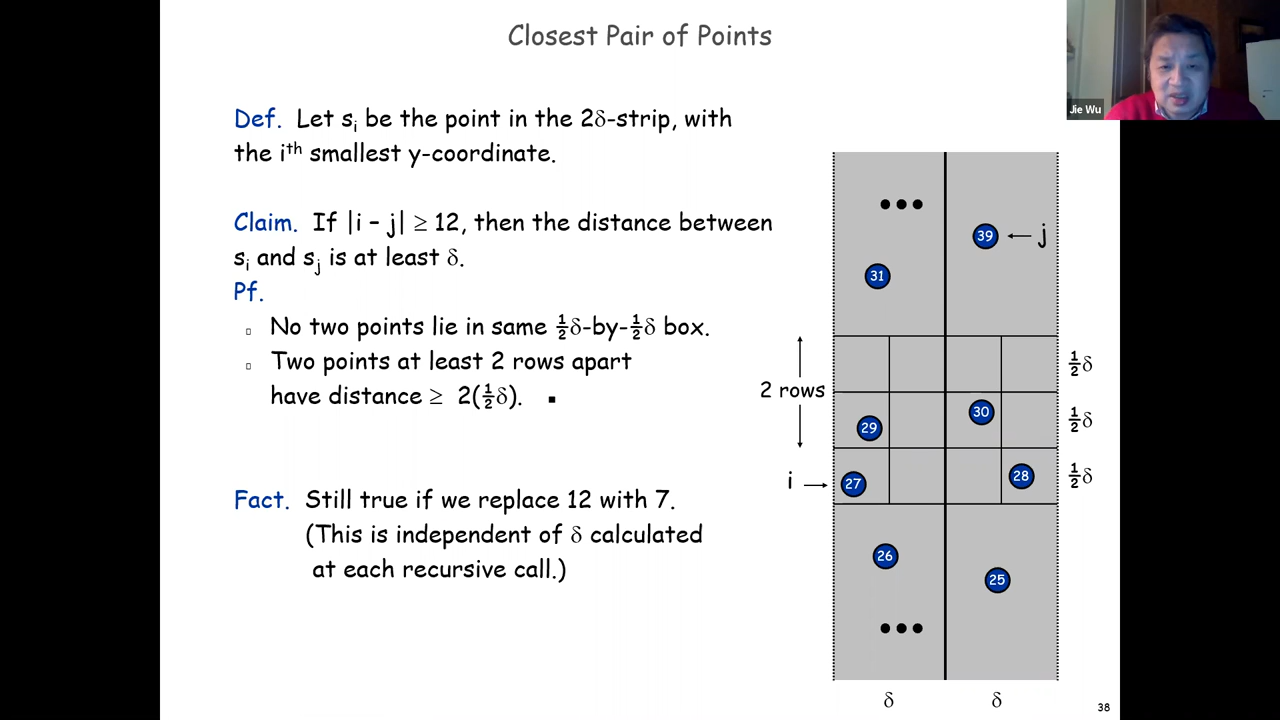 Closest Pair of Points
Jie Wu
Def. Let sᵢ be the point in the 2δ-strip, with
the iᵗʰ smallest y-coordinate.
Claim. If |i – j| ≥ 12, then the distance between
sᵢ and sⱼ is at least δ.
Pf.
No two points lie in same ½δ-by-½δ box.
Two points at least 2 rows apart
have distance ≥ 2(½δ). ▪
Fact. Still true if we replace 12 with 7.
(This is independent of δ calculated
at each recursive call.)
•••
39 ← j
31
½δ
2 rows
30
½δ
29
i → 27
28
½δ
26
25
•••
δ δ
38